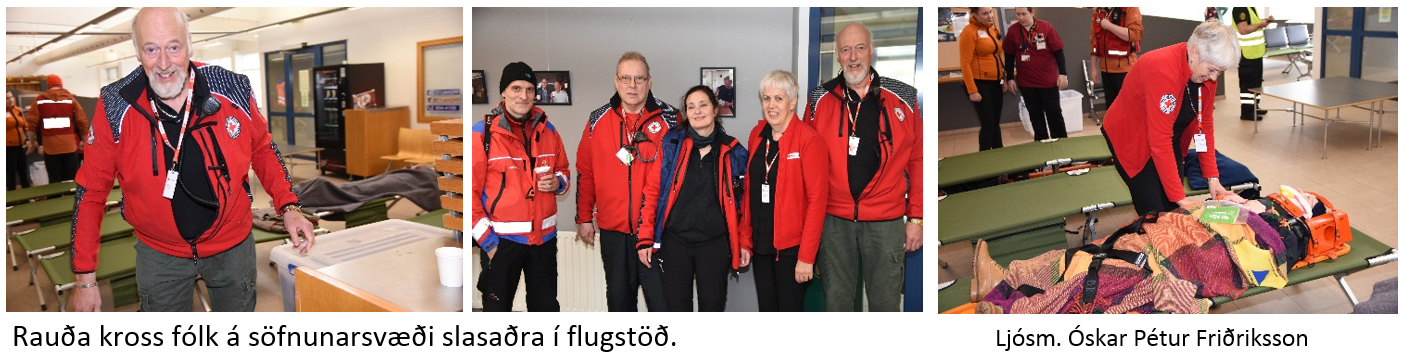 Rauða kross fólk á söfnunarsvæði slasaðra í flugstöð.
Ljósm. Óskar Pétur Friðriksson